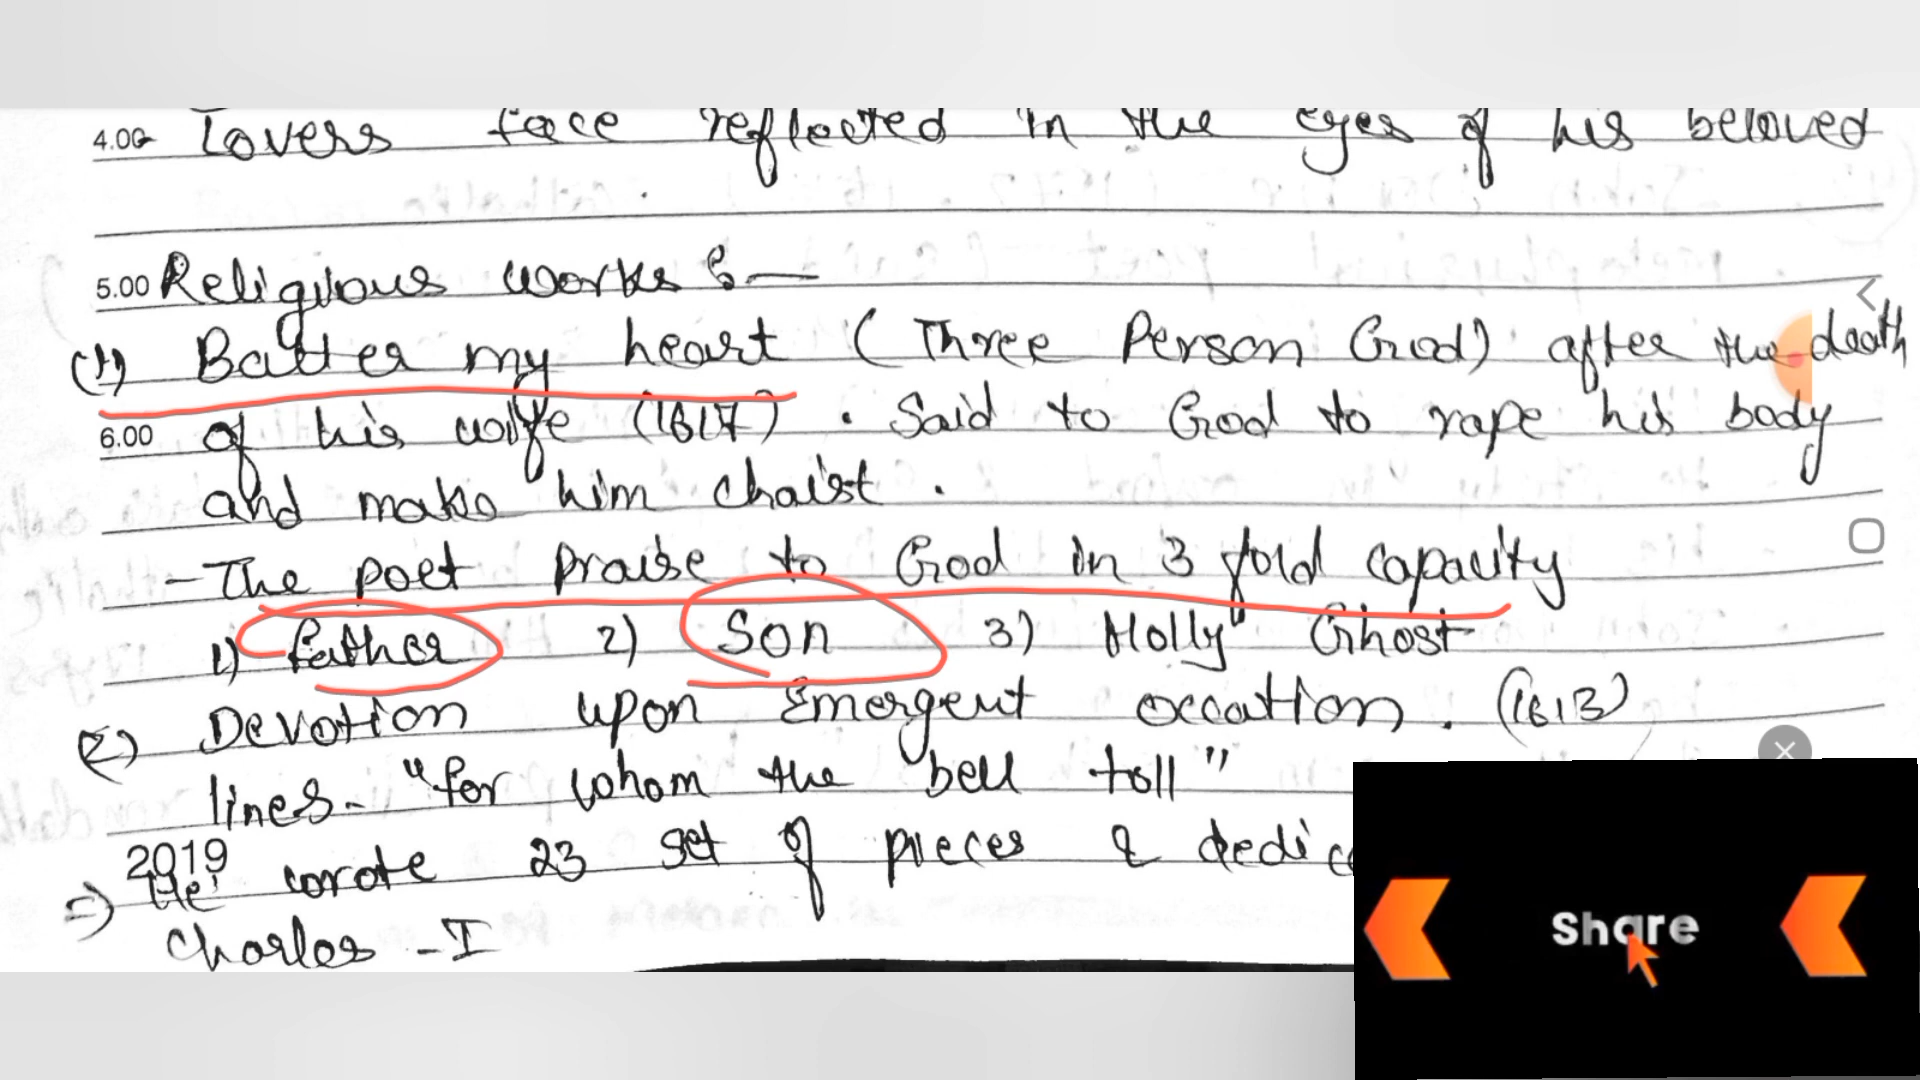 4.00 Lovers face reflected in the eyes of his beloved
5.00 Religious works :—
(1) Batter my heart ( Three Person God) after the death
6.00 of his wife (1617) . Said to God to rape his body
and make him christ .
- The poet praise to God in 3 fold capacity
1) father 2) Son 3) Holly Ghost
(2) Devotion upon Emergent occattion. (1613)
lines - "for whom the bell toll"
2019
=) He wrote 23 set of pieces & dedic
Charles - I
Share